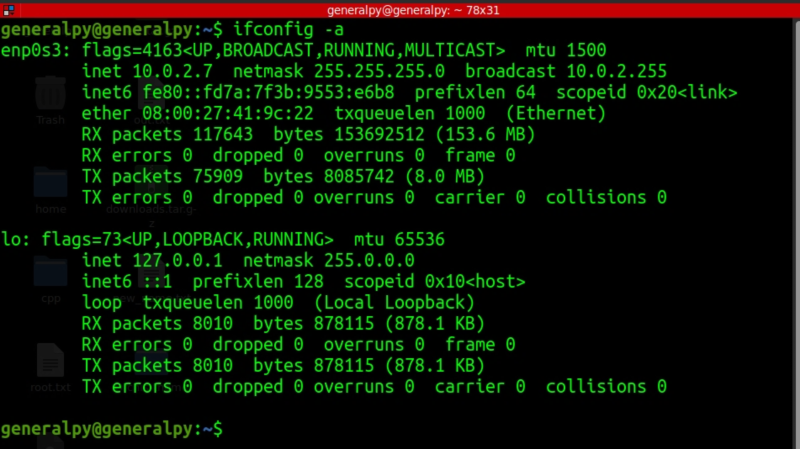 generalpy@generalpy: ~ 78x31
generalpy@generalpy:~$ ifconfig -a
enp0s3: flags=4163<UP,BROADCAST,RUNNING,MULTICAST>  mtu 1500
        inet 10.0.2.7  netmask 255.255.255.0  broadcast 10.0.2.255
        inet6 fe80::fd7a:7f3b:9553:e6b8  prefixlen 64  scopeid 0x20<link>
        ether 08:00:27:41:9c:22  txqueuelen 1000  (Ethernet)
        RX packets 117643  bytes 153692512 (153.6 MB)
        RX errors 0  dropped 0  overruns 0  frame 0
        TX packets 75909  bytes 8085742 (8.0 MB)
        TX errors 0  dropped 0 overruns 0  carrier 0  collisions 0
lo: flags=73<UP,LOOPBACK,RUNNING>  mtu 65536
        inet 127.0.0.1  netmask 255.0.0.0
        inet6 ::1  prefixlen 128  scopeid 0x10<host>
        loop  txqueuelen 1000  (Local Loopback)
        RX packets 8010  bytes 878115 (878.1 KB)
        RX errors 0  dropped 0  overruns 0  frame 0
        TX packets 8010  bytes 878115 (878.1 KB)
        TX errors 0  dropped 0 overruns 0  carrier 0  collisions 0
generalpy@generalpy:~$
Trash
home
downloads.tar.g
z
cpp
root.txt